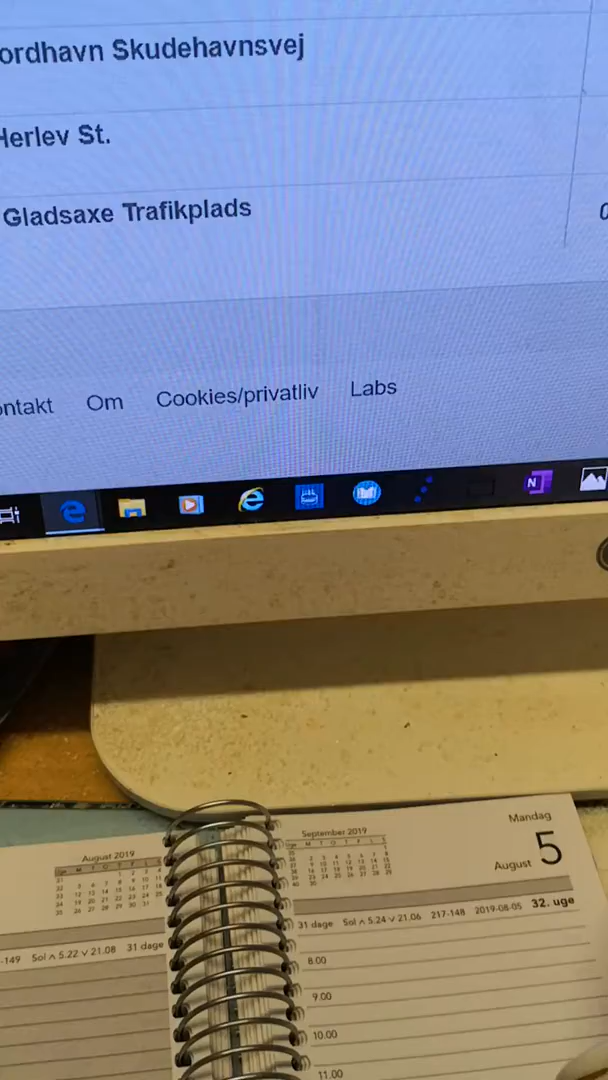 ordhavn Skudehavnsvej
Herlev St.
Gladsaxe Trafikplads
0
ontakt Om Cookies/privatliv Labs
N
Mandag
5
August
August 2019
September 2019
-149 Sol ∧ 5.22 ∨ 21.08 31 dage
31 dage Sol ∧ 5.24 ∨ 21.06 217-148 2019-08-05 32. uge
8.00
9.00
10.00
11.00